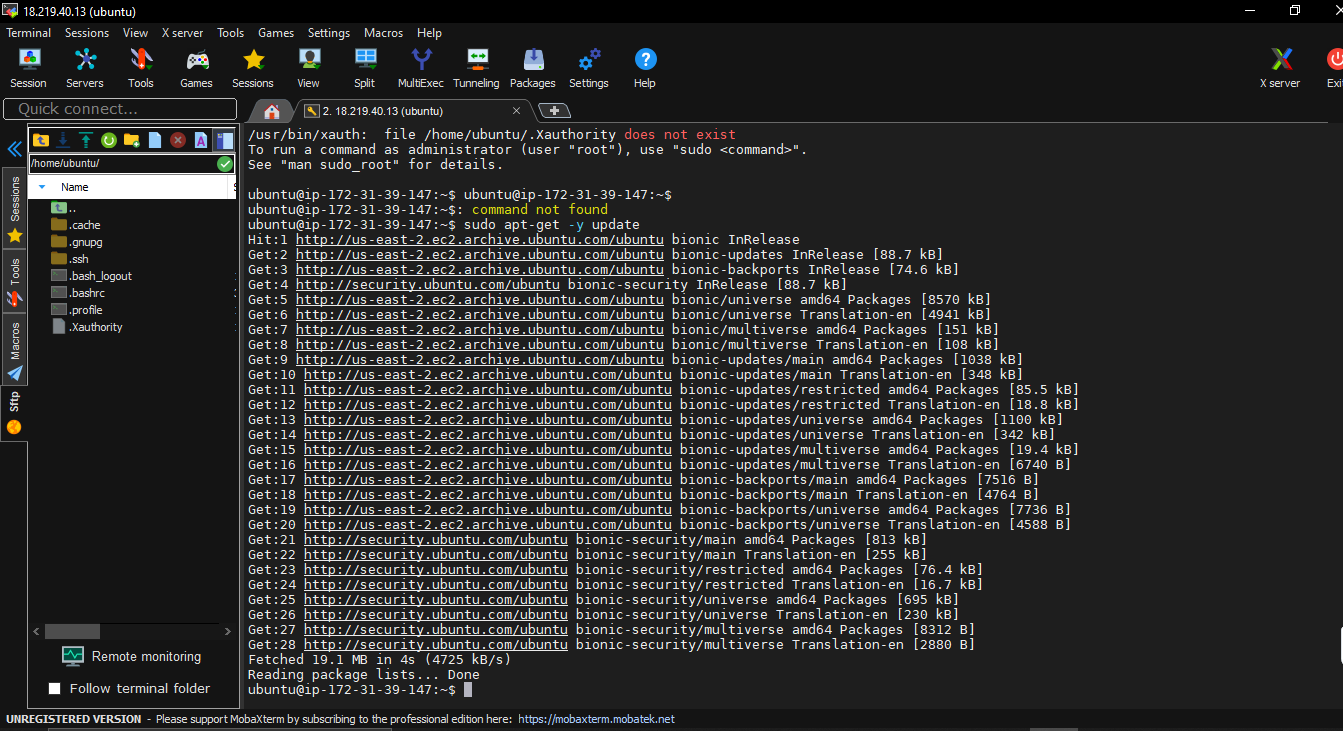 18.219.40.13 (ubuntu)
Terminal Sessions View X server Tools Games Settings Macros Help
Session Servers Tools Games Sessions View Split MultiExec Tunneling Packages Settings Help X server Exit
Quick connect...
2. 18.219.40.13 (ubuntu)
/home/ubuntu/
Name
..
.cache
.gnupg
.ssh
.bash_logout
.bashrc
.profile
.Xauthority
Sessions
Tools
Macros
Sftp
Remote monitoring
Follow terminal folder
/usr/bin/xauth:  file /home/ubuntu/.Xauthority does not exist
To run a command as administrator (user "root"), use "sudo <command>".
See "man sudo_root" for details.
ubuntu@ip-172-31-39-147:~$ ubuntu@ip-172-31-39-147:~$
ubuntu@ip-172-31-39-147:~$: command not found
ubuntu@ip-172-31-39-147:~$ sudo apt-get -y update
Hit:1 http://us-east-2.ec2.archive.ubuntu.com/ubuntu bionic InRelease
Get:2 http://us-east-2.ec2.archive.ubuntu.com/ubuntu bionic-updates InRelease [88.7 kB]
Get:3 http://us-east-2.ec2.archive.ubuntu.com/ubuntu bionic-backports InRelease [74.6 kB]
Get:4 http://security.ubuntu.com/ubuntu bionic-security InRelease [88.7 kB]
Get:5 http://us-east-2.ec2.archive.ubuntu.com/ubuntu bionic/universe amd64 Packages [8570 kB]
Get:6 http://us-east-2.ec2.archive.ubuntu.com/ubuntu bionic/universe Translation-en [4941 kB]
Get:7 http://us-east-2.ec2.archive.ubuntu.com/ubuntu bionic/multiverse amd64 Packages [151 kB]
Get:8 http://us-east-2.ec2.archive.ubuntu.com/ubuntu bionic/multiverse Translation-en [108 kB]
Get:9 http://us-east-2.ec2.archive.ubuntu.com/ubuntu bionic-updates/main amd64 Packages [1038 kB]
Get:10 http://us-east-2.ec2.archive.ubuntu.com/ubuntu bionic-updates/main Translation-en [348 kB]
Get:11 http://us-east-2.ec2.archive.ubuntu.com/ubuntu bionic-updates/restricted amd64 Packages [85.5 kB]
Get:12 http://us-east-2.ec2.archive.ubuntu.com/ubuntu bionic-updates/restricted Translation-en [18.8 kB]
Get:13 http://us-east-2.ec2.archive.ubuntu.com/ubuntu bionic-updates/universe amd64 Packages [1100 kB]
Get:14 http://us-east-2.ec2.archive.ubuntu.com/ubuntu bionic-updates/universe Translation-en [342 kB]
Get:15 http://us-east-2.ec2.archive.ubuntu.com/ubuntu bionic-updates/multiverse amd64 Packages [19.4 kB]
Get:16 http://us-east-2.ec2.archive.ubuntu.com/ubuntu bionic-updates/multiverse Translation-en [6740 B]
Get:17 http://us-east-2.ec2.archive.ubuntu.com/ubuntu bionic-backports/main amd64 Packages [7516 B]
Get:18 http://us-east-2.ec2.archive.ubuntu.com/ubuntu bionic-backports/main Translation-en [4764 B]
Get:19 http://us-east-2.ec2.archive.ubuntu.com/ubuntu bionic-backports/universe amd64 Packages [7736 B]
Get:20 http://us-east-2.ec2.archive.ubuntu.com/ubuntu bionic-backports/universe Translation-en [4588 B]
Get:21 http://security.ubuntu.com/ubuntu bionic-security/main amd64 Packages [813 kB]
Get:22 http://security.ubuntu.com/ubuntu bionic-security/main Translation-en [255 kB]
Get:23 http://security.ubuntu.com/ubuntu bionic-security/restricted amd64 Packages [76.4 kB]
Get:24 http://security.ubuntu.com/ubuntu bionic-security/restricted Translation-en [16.7 kB]
Get:25 http://security.ubuntu.com/ubuntu bionic-security/universe amd64 Packages [695 kB]
Get:26 http://security.ubuntu.com/ubuntu bionic-security/universe Translation-en [230 kB]
Get:27 http://security.ubuntu.com/ubuntu bionic-security/multiverse amd64 Packages [8312 B]
Get:28 http://security.ubuntu.com/ubuntu bionic-security/multiverse Translation-en [2880 B]
Fetched 19.1 MB in 4s (4725 kB/s)
Reading package lists... Done
ubuntu@ip-172-31-39-147:~$
UNREGISTERED VERSION - Please support MobaXterm by subscribing to the professional edition here: https://mobaxterm.mobatek.net